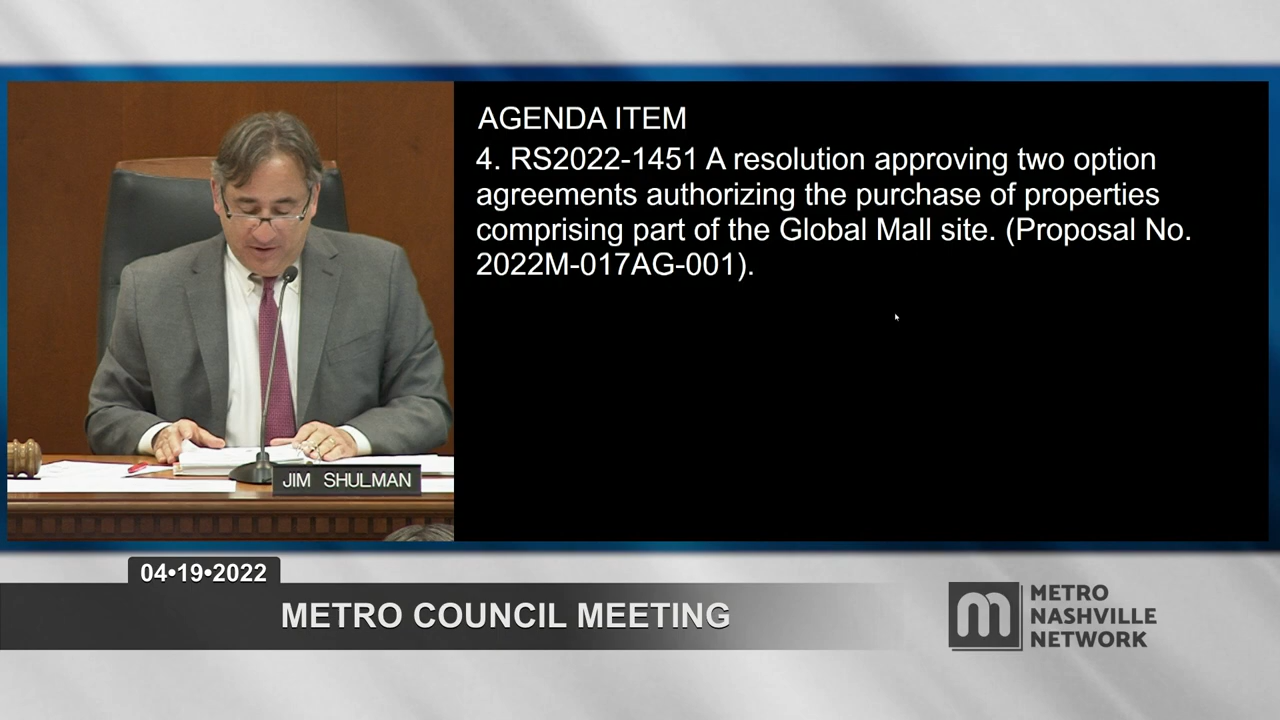 AGENDA ITEM
4. RS2022-1451 A resolution approving two option
agreements authorizing the purchase of properties
comprising part of the Global Mall site. (Proposal No.
2022M-017AG-001).
JIM SHULMAN
04•19•2022
METRO COUNCIL MEETING
m
METRO
NASHVILLE
NETWORK